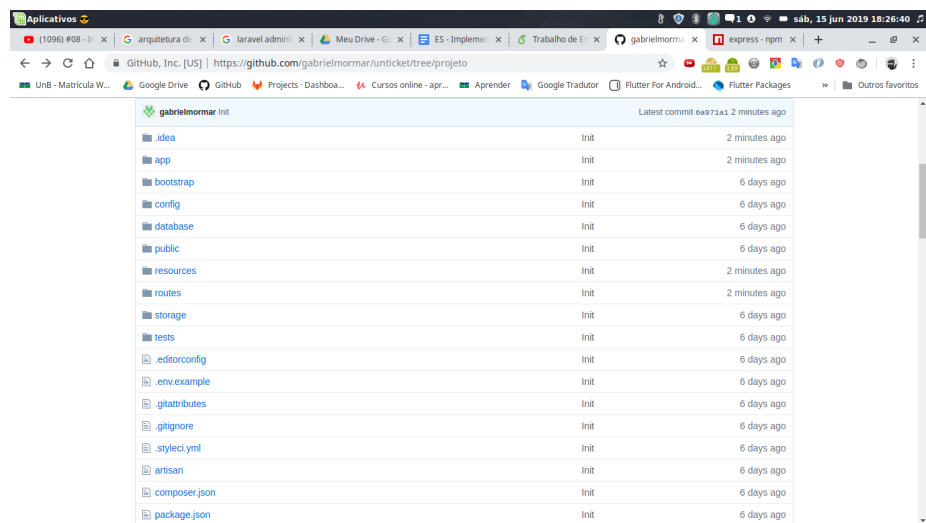 Aplicativos 1 sáb, 15 jun 2019 18:26:40
(1096) #08 - In arquitetura de laravel adminl Meu Drive - Go ES - Implemen Trabalho de En gabrielmormar express - npm
GitHub, Inc. [US] | https://github.com/gabrielmormar/unticket/tree/projeto
UnB - Matrícula W... Google Drive GitHub Projects · Dashboa... Cursos online - apr... Aprender Google Tradutor Flutter For Android... Flutter Packages » Outros favoritos
gabrielmormar Init Latest commit 6a971a1 2 minutes ago
.idea Init 2 minutes ago
app Init 2 minutes ago
bootstrap Init 6 days ago
config Init 6 days ago
database Init 6 days ago
public Init 6 days ago
resources Init 2 minutes ago
routes Init 2 minutes ago
storage Init 6 days ago
tests Init 6 days ago
.editorconfig Init 6 days ago
.env.example Init 6 days ago
.gitattributes Init 6 days ago
.gitignore Init 6 days ago
.styleci.yml Init 6 days ago
artisan Init 6 days ago
composer.json Init 6 days ago
package.json Init 6 days ago